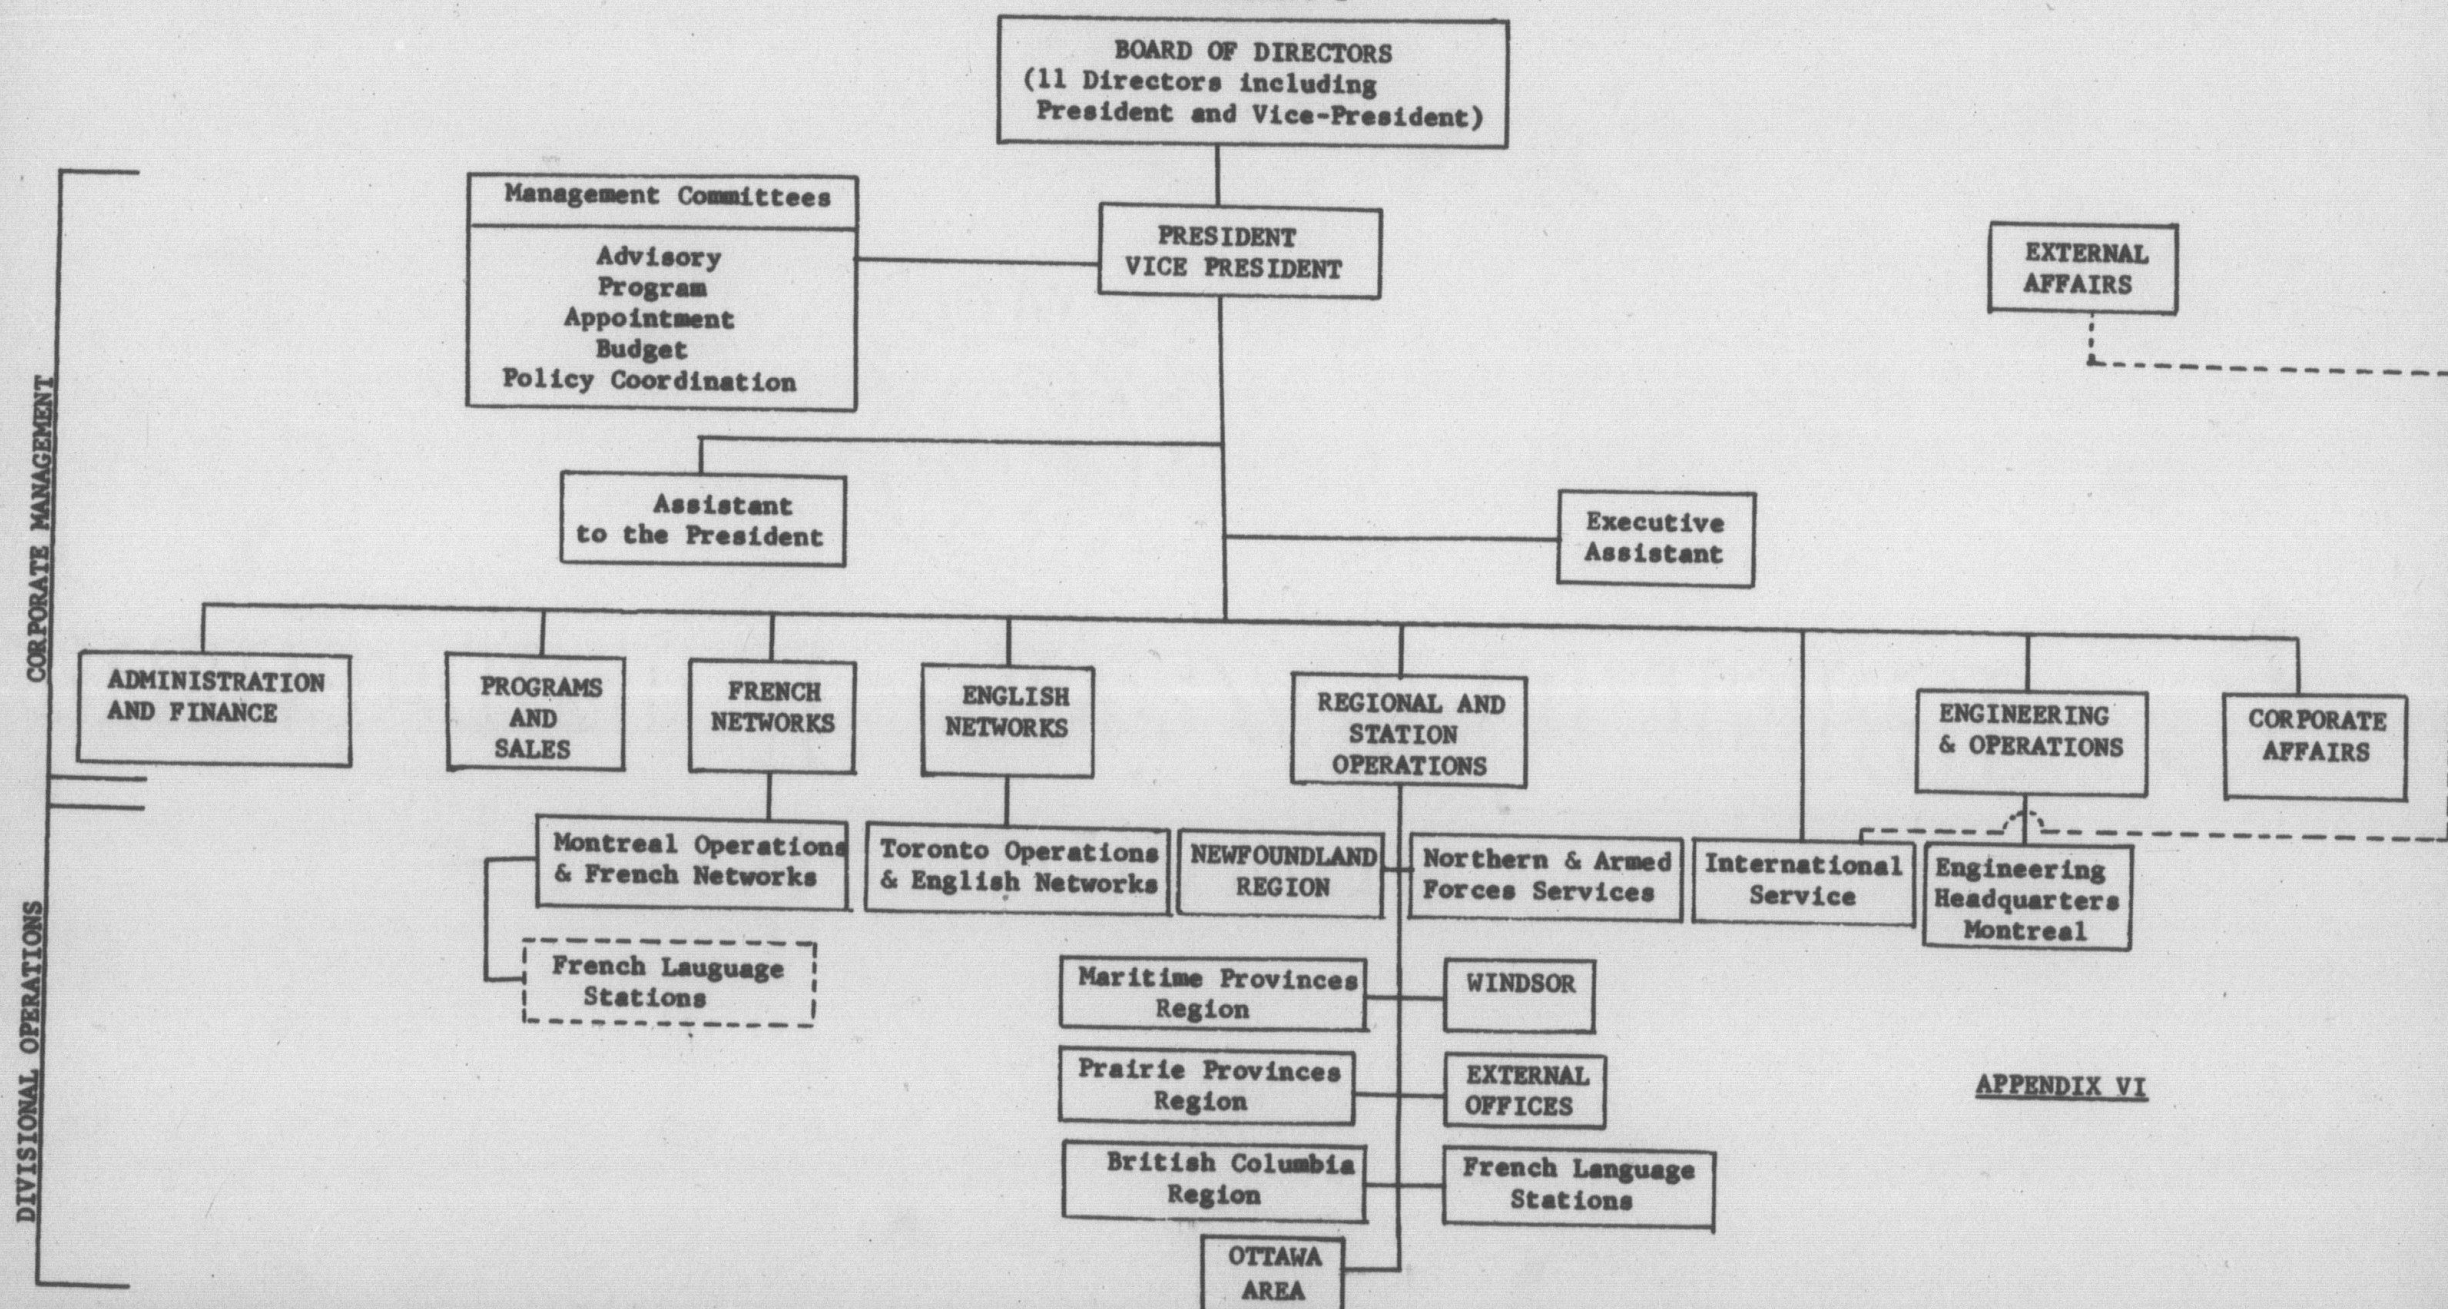 BOARD OF DIRECTORS
(11 Directors including
President and Vice-President)
Management Committees
Advisory
Program
Appointment
Budget
Policy Coordination
PRESIDENT
VICE PRESIDENT
EXTERNAL
AFFAIRS
CORPORATE MANAGEMENT
Assistant
to the President
Executive
Assistant
ADMINISTRATION
AND FINANCE
PROGRAMS
AND
SALES
FRENCH
NETWORKS
ENGLISH
NETWORKS
REGIONAL AND
STATION
OPERATIONS
ENGINEERING
& OPERATIONS
CORPORATE
AFFAIRS
DIVISIONAL OPERATIONS
Montreal Operations
& French Networks
Toronto Operations
& English Networks
NEWFOUNDLAND
REGION
Northern & Armed
Forces Services
International
Service
Engineering
Headquarters
Montreal
French Lauguage
Stations
Maritime Provinces
Region
WINDSOR
Prairie Provinces
Region
EXTERNAL
OFFICES
APPENDIX VI
British Columbia
Region
French Language
Stations
OTTAWA
AREA